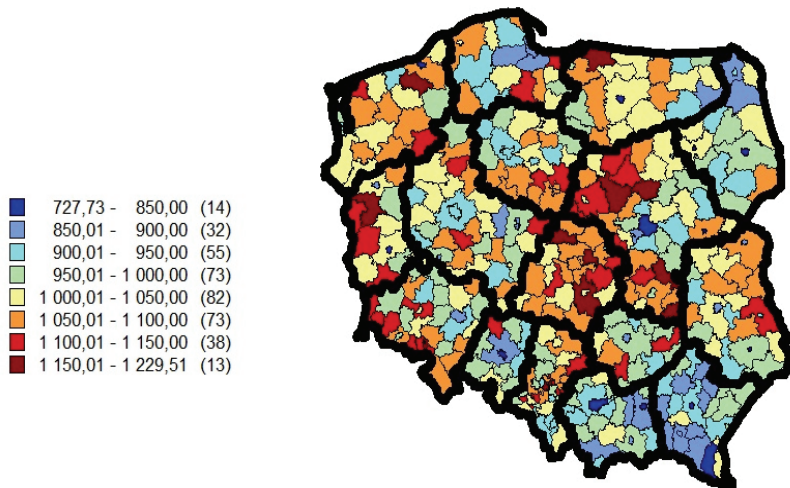 727,73 - 850,00 (14)
850,01 - 900,00 (32)
900,01 - 950,00 (55)
950,01 - 1 000,00 (73)
1 000,01 - 1 050,00 (82)
1 050,01 - 1 100,00 (73)
1 100,01 - 1 150,00 (38)
1 150,01 - 1 229,51 (13)